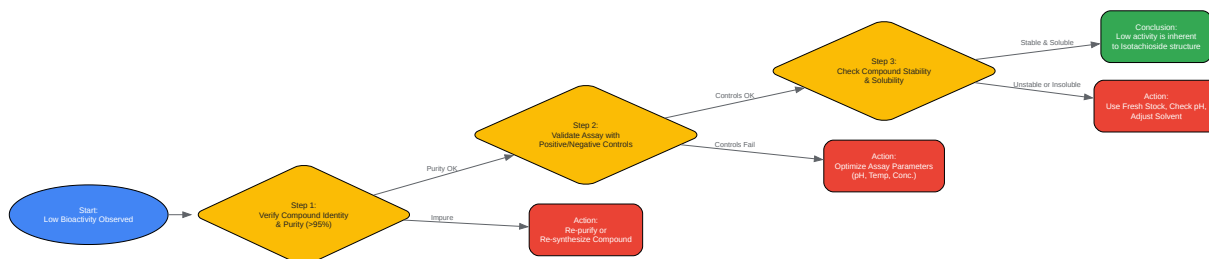 Start:
Low Bioactivity Observed
Step 1:
Verify Compound Identity
& Purity (>95%)
Purity OK
Impure
Action:
Re-purify or
Re-synthesize Compound
Step 2:
Validate Assay with
Positive/Negative Controls
Controls OK
Controls Fail
Action:
Optimize Assay Parameters
(pH, Temp, Conc.)
Step 3:
Check Compound Stability
& Solubility
Stable & Soluble
Unstable or Insoluble
Conclusion:
Low activity is inherent
to Isotachioside structure
Action:
Use Fresh Stock, Check pH,
Adjust Solvent